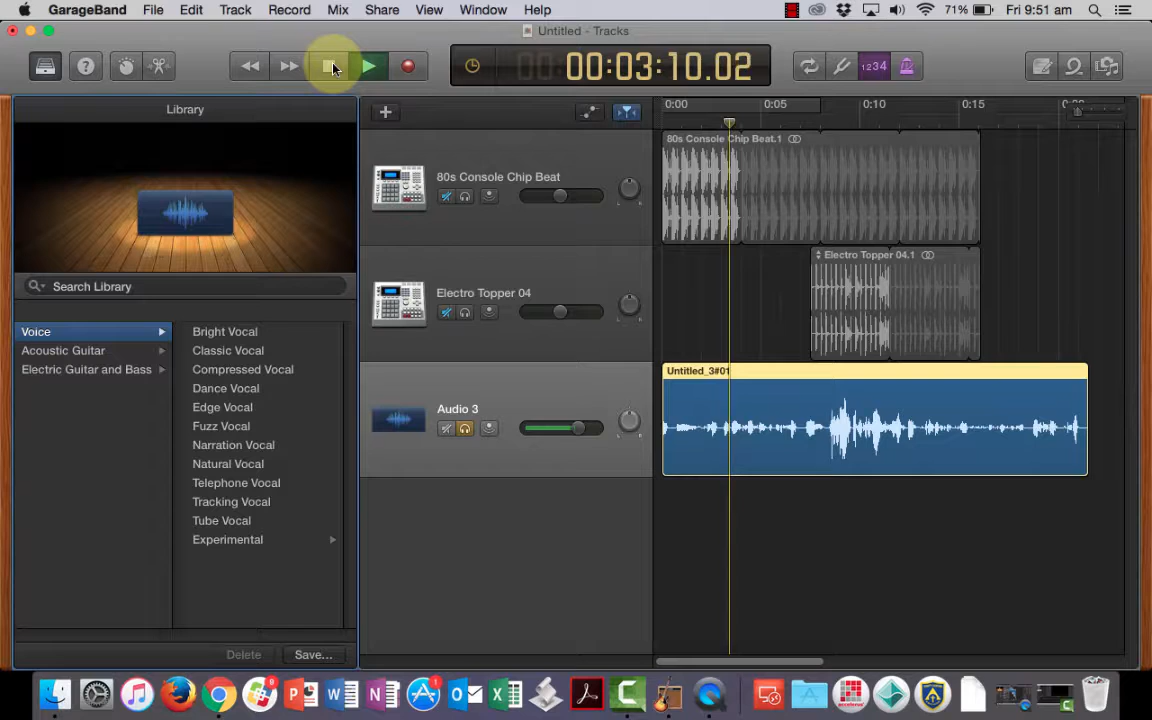 GarageBand File Edit Track Record Mix Share View Window Help 71% Fri 9:51 am
Untitled - Tracks
00:03:10.02
1234
Library
0:00 0:05 0:10 0:15
80s Console Chip Beat.1
80s Console Chip Beat
Electro Topper 04.1
Search Library
Electro Topper 04
Voice
Acoustic Guitar
Electric Guitar and Bass
Bright Vocal
Classic Vocal
Compressed Vocal
Dance Vocal
Edge Vocal
Fuzz Vocal
Narration Vocal
Natural Vocal
Telephone Vocal
Tracking Vocal
Tube Vocal
Experimental
Untitled_3#01
Audio 3
Delete Save...